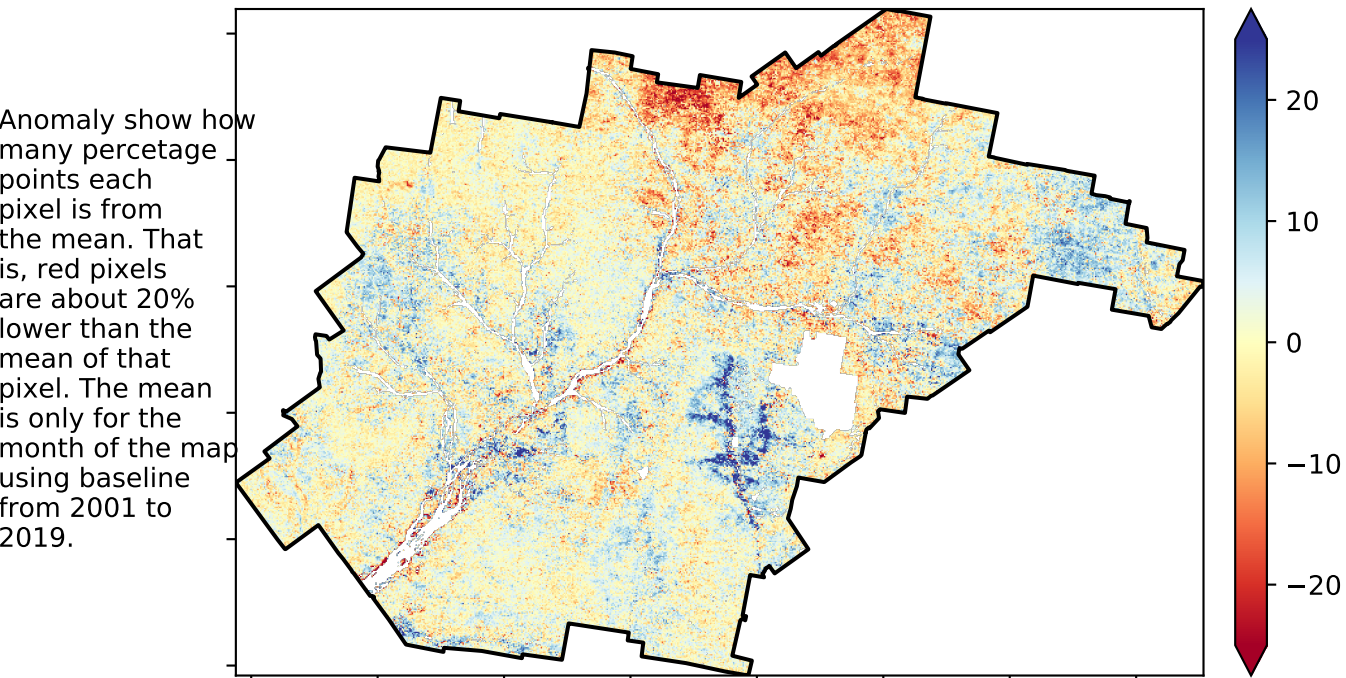 Anomaly show how
many percetage
points each
pixel is from
the mean. That
is, red pixels
are about 20%
lower than the
mean of that
pixel. The mean
is only for the
month of the map
using baseline
from 2001 to
2019.
20
10
0
−10
−20